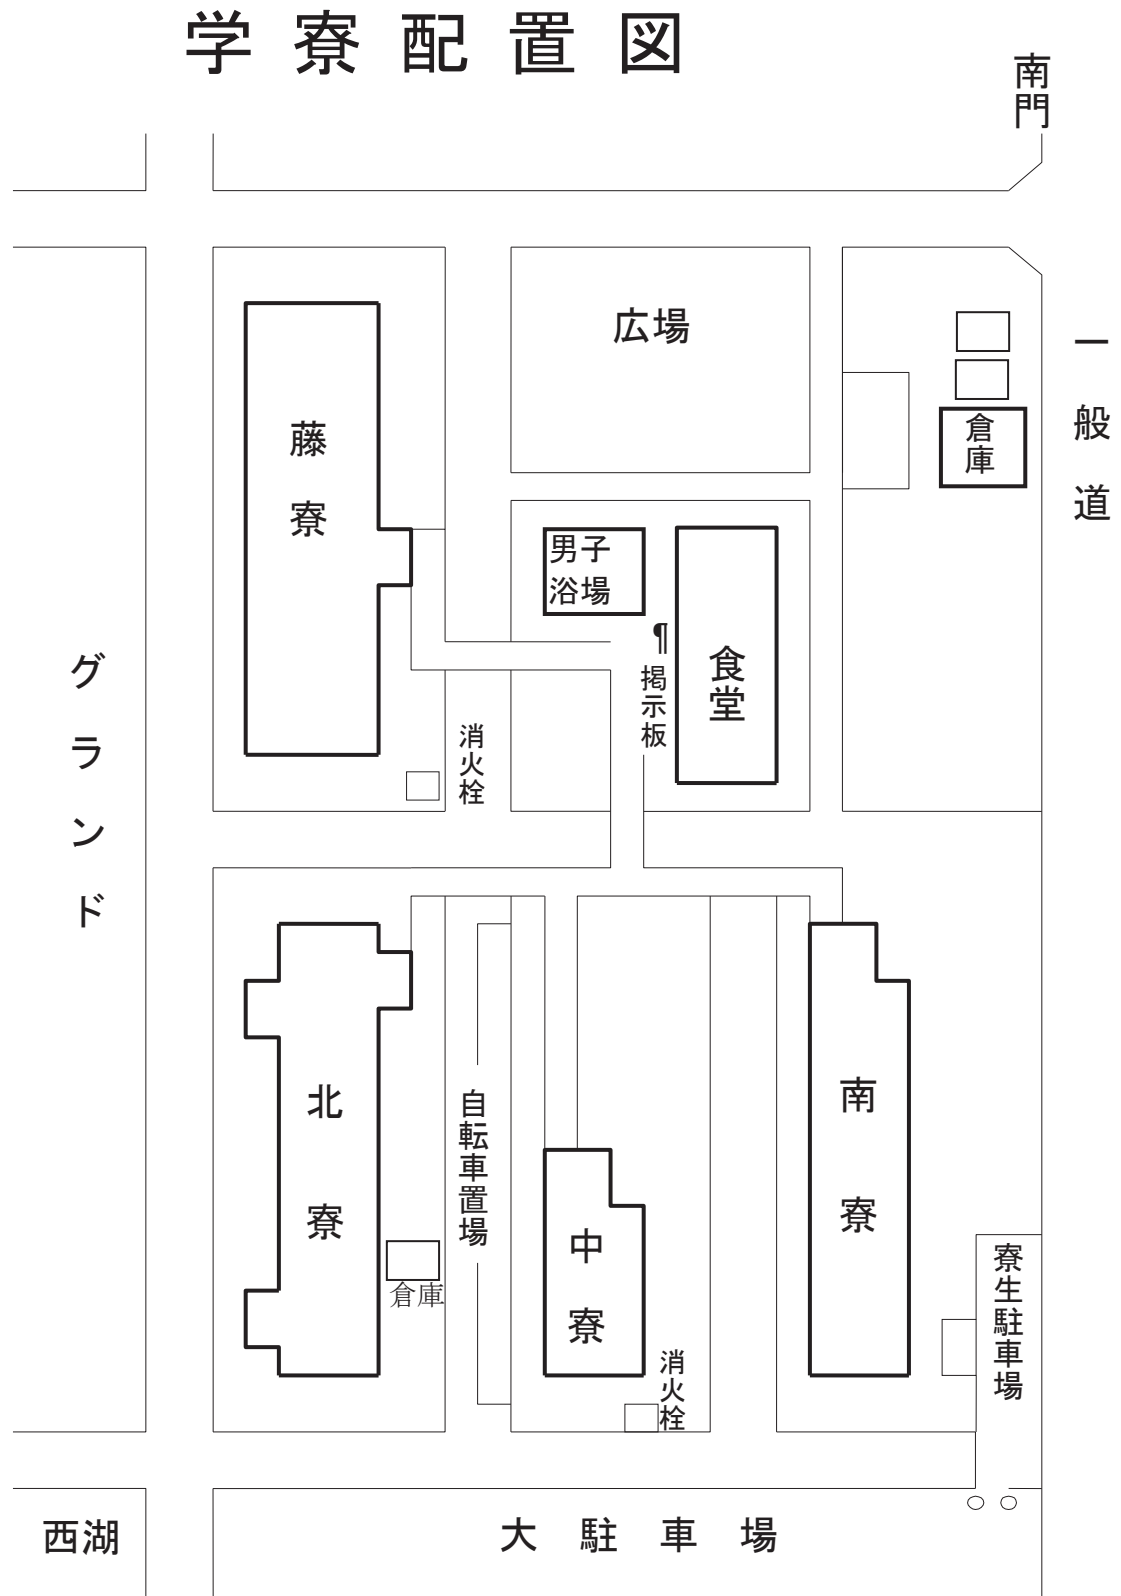 学寮配置図
南門
広場
一般道
藤寮
倉庫
男子
浴場
¶
掲示板
食堂
グランド
消火栓
北寮
自転車置場
南寮
中寮
倉庫
寮生駐車場
消火栓
西湖
大駐車場